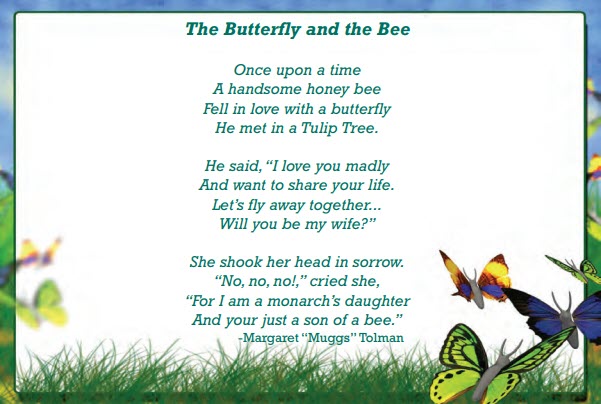 The Butterfly and the Bee
Once upon a time
A handsome honey bee
Fell in love with a butterfly
He met in a Tulip Tree.
He said, “I love you madly
And want to share your life.
Let’s fly away together...
Will you be my wife?”
She shook her head in sorrow.
“No, no, no!,” cried she,
“For I am a monarch’s daughter
And your just a son of a bee.”
-Margaret “Muggs” Tolman